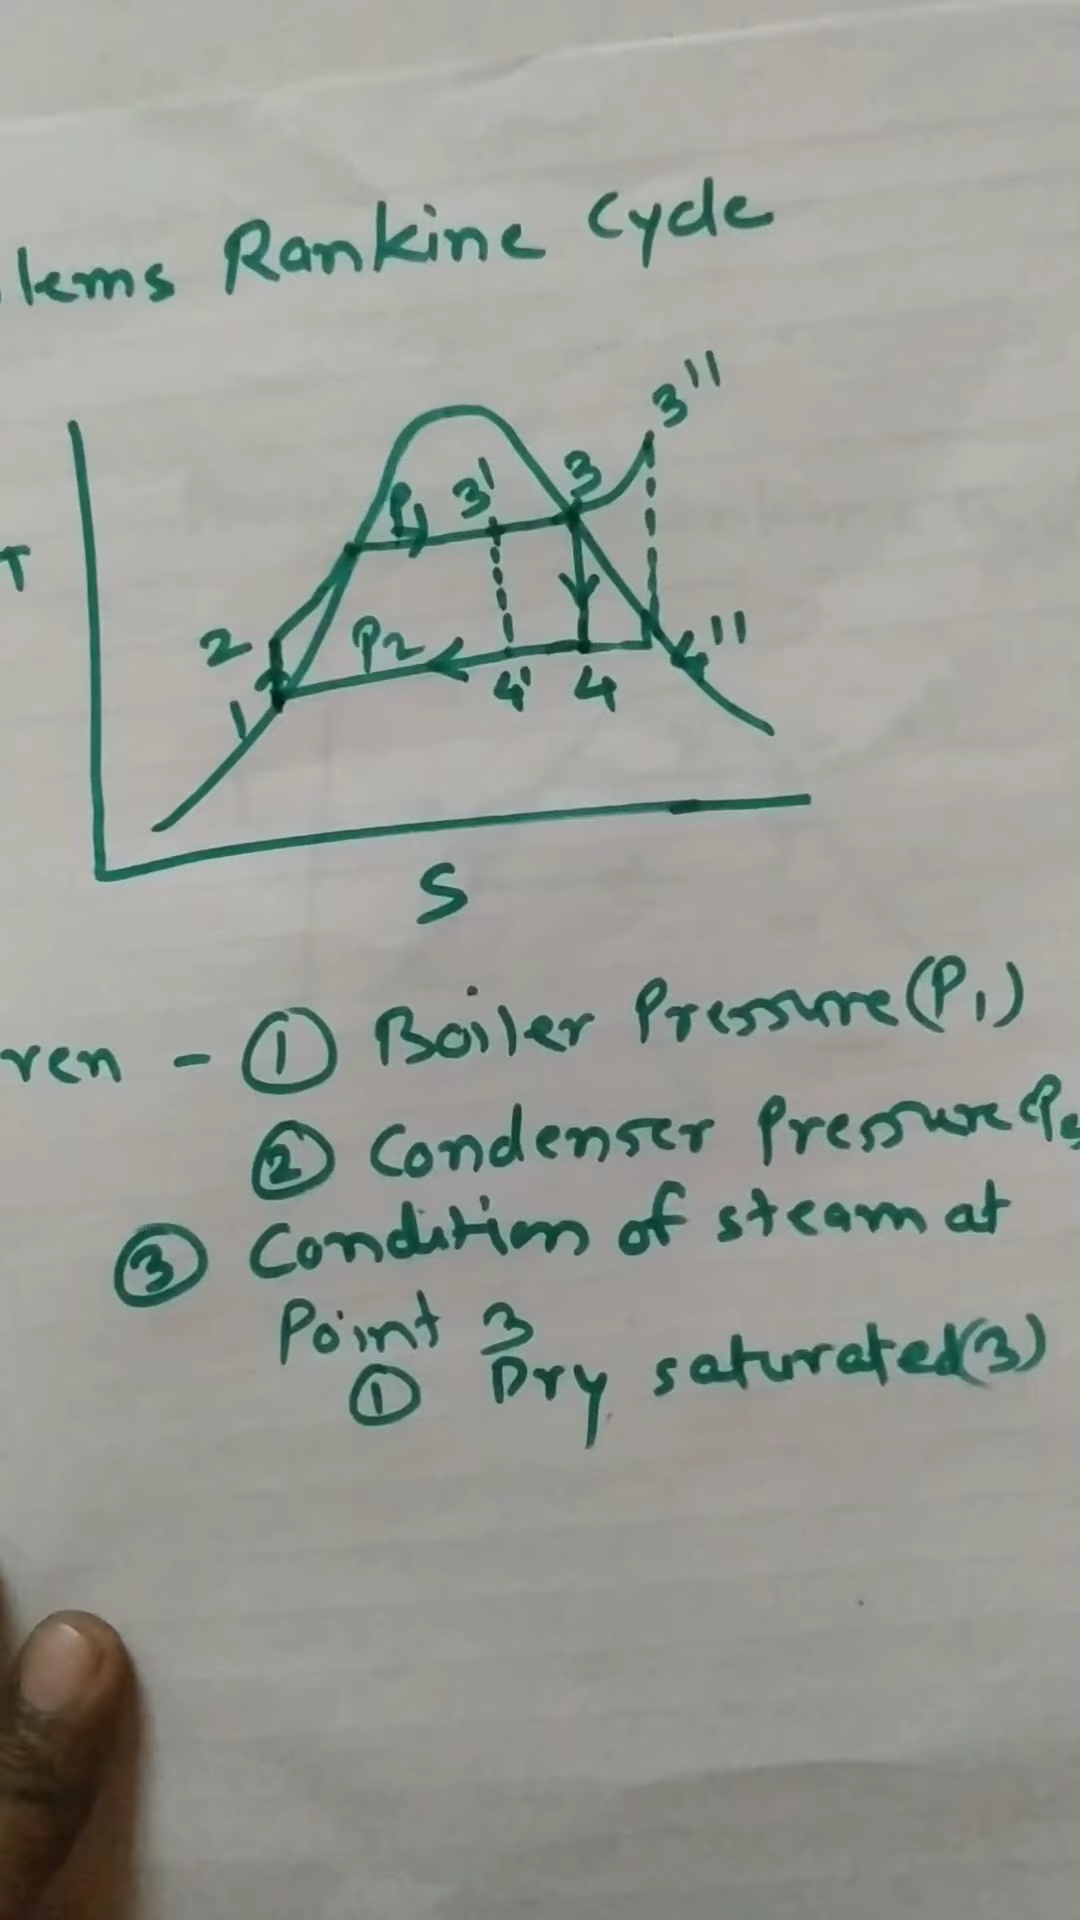 lems Rankine Cycle
3''
3' 3
P1
T
2 P2 4''
1 4' 4
S
ren - ① Boiler Pressure (P1)
② Condenser Pressure (P2
③ Condition of steam at
Point 3
① Dry saturated (3)